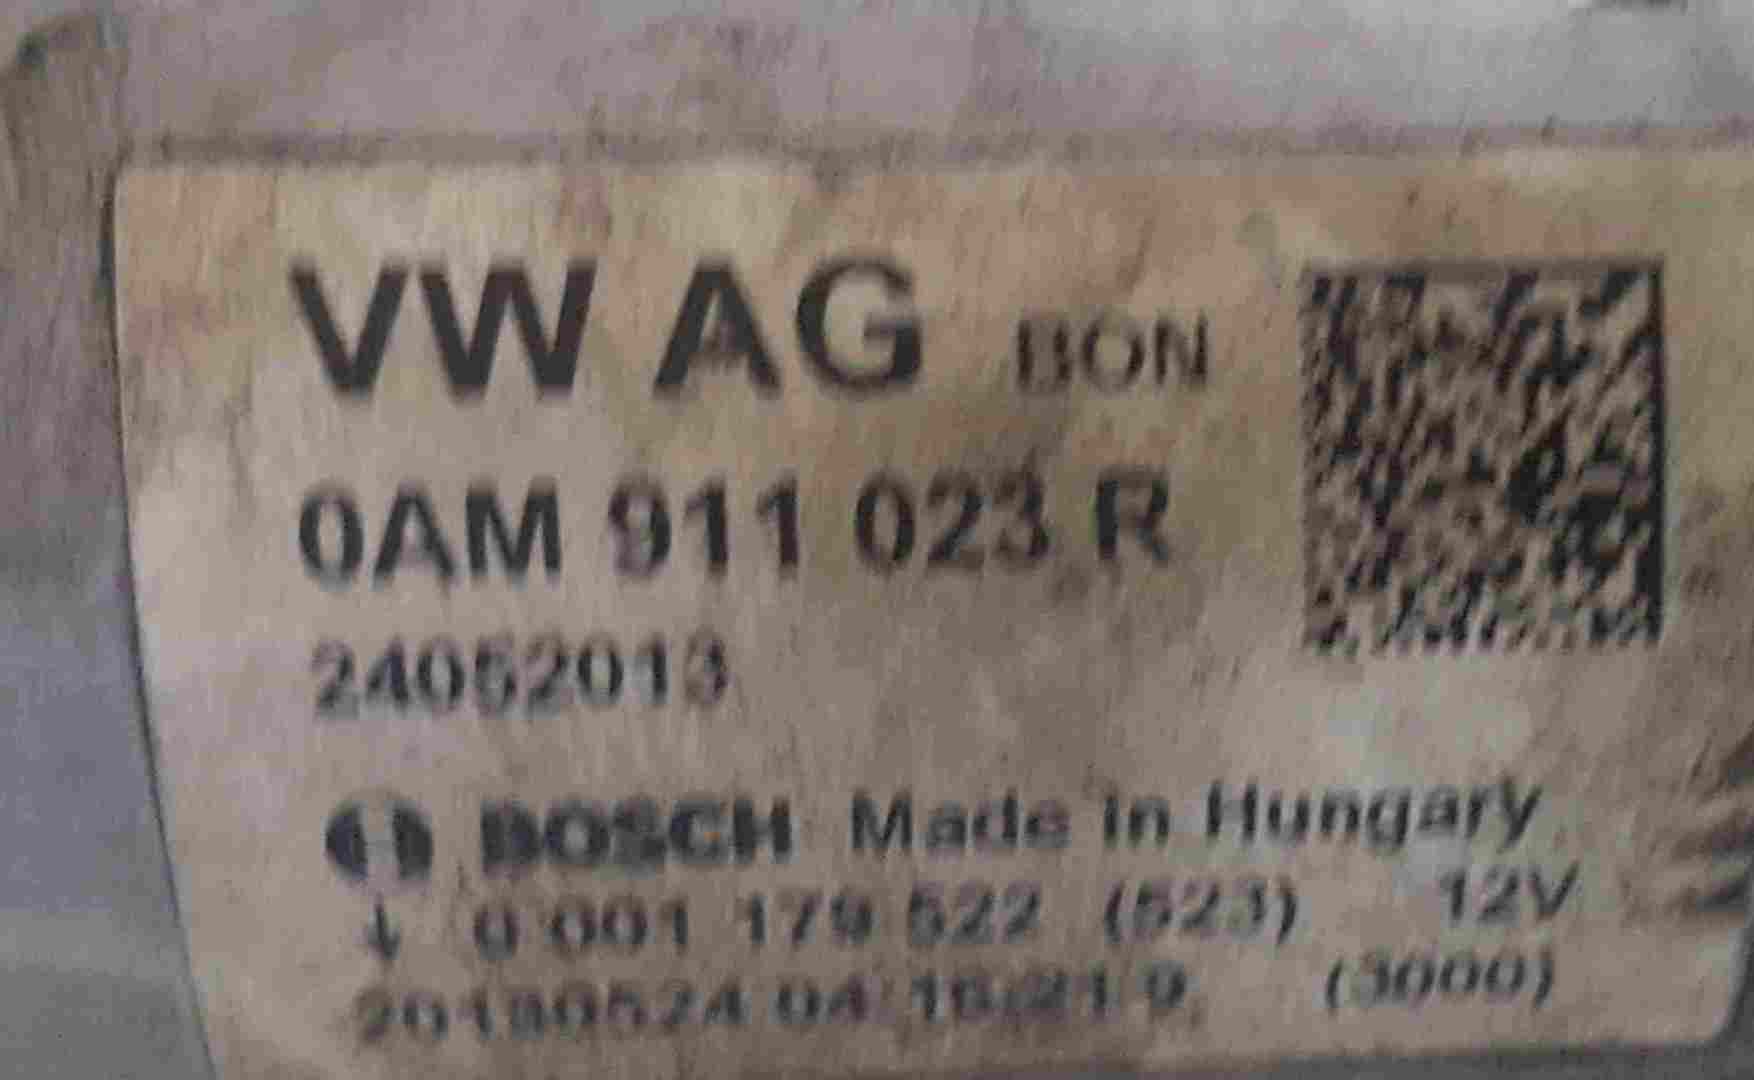 VW AG BON
0AM 911 023 R
24052013
BOSCH Made in Hungary
0 001 179 522 (523) 12V
(3000)